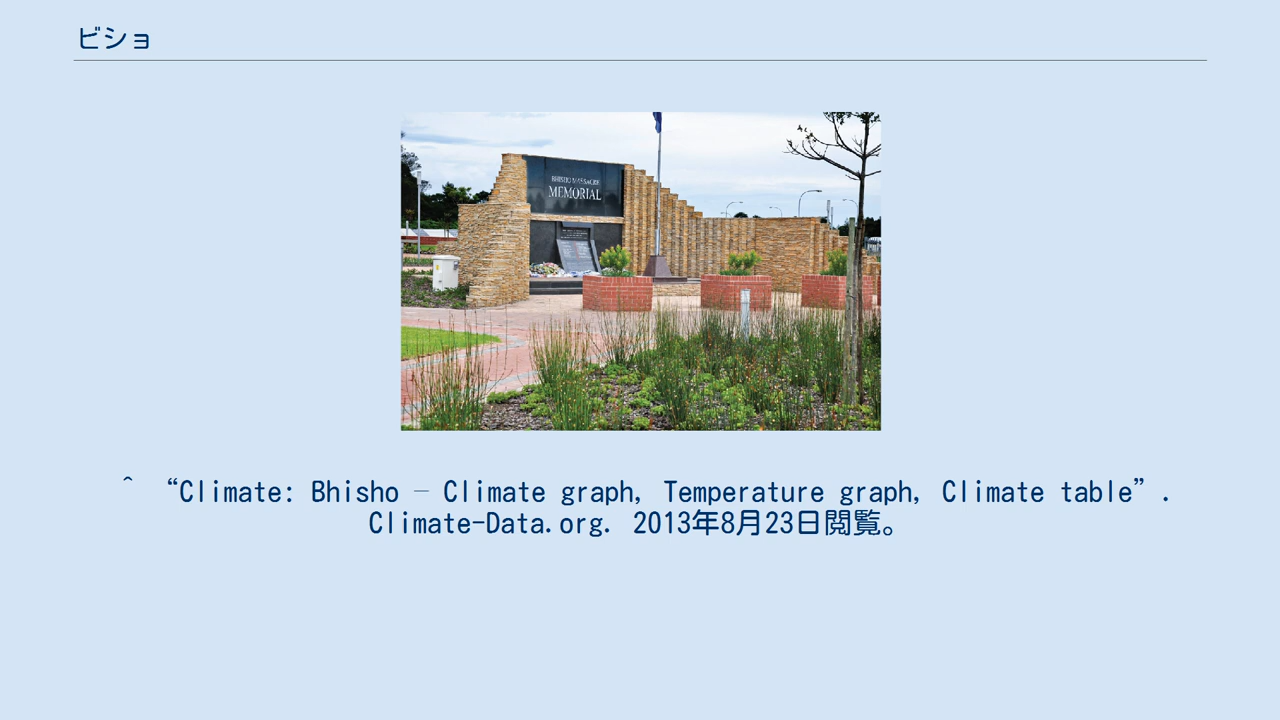 ビショ
BHISHO MASSACRE
MEMORIAL
^ “Climate: Bhisho – Climate graph, Temperature graph, Climate table”.
Climate-Data.org. 2013年8月23日閲覧。